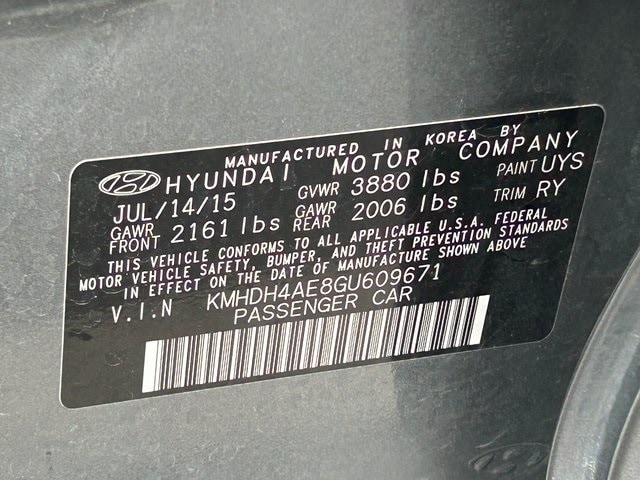 MANUFACTURED IN KOREA BY
HYUNDAI MOTOR COMPANY
JUL/14/15 GVWR 3880 lbs PAINT UYS
GAWR FRONT 2161 lbs GAWR REAR 2006 lbs TRIM RY
THIS VEHICLE CONFORMS TO ALL APPLICABLE U.S.A. FEDERAL
MOTOR VEHICLE SAFETY, BUMPER, AND THEFT PREVENTION STANDARDS
IN EFFECT ON THE DATE OF MANUFACTURE SHOWN ABOVE
V.I.N KMHDH4AE8GU609671
PASSENGER CAR